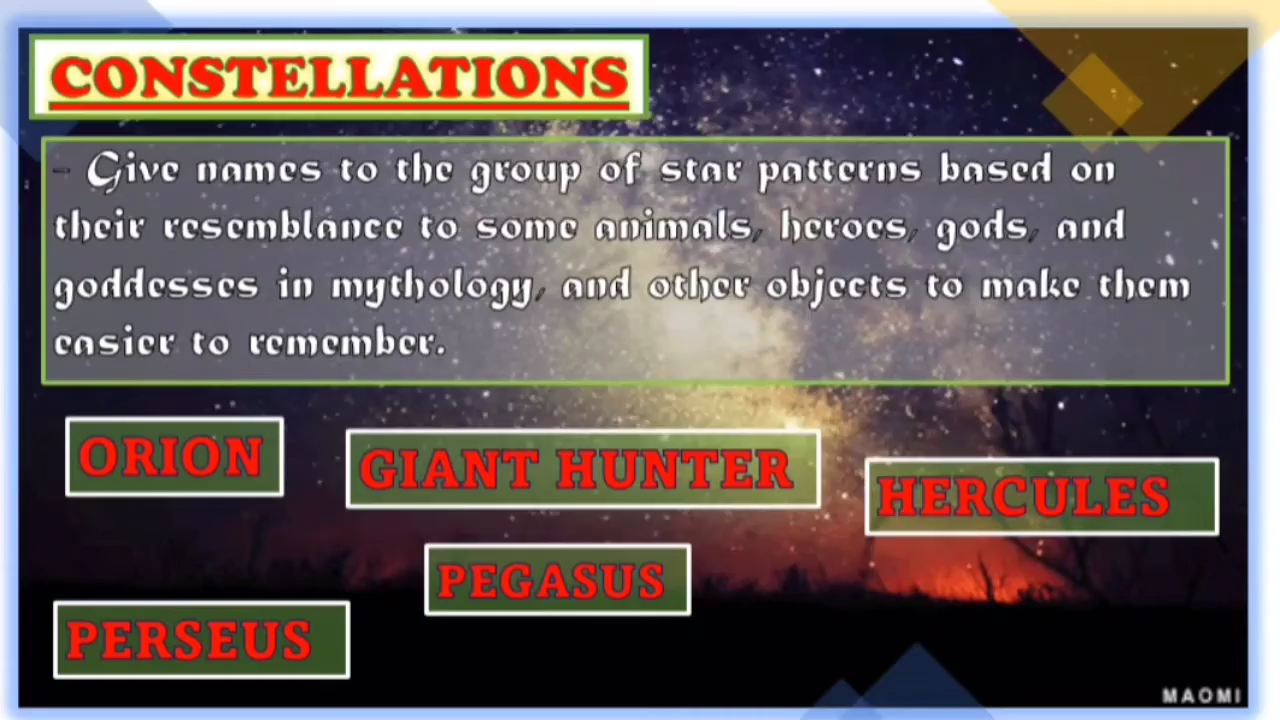 CONSTELLATIONS
- Give names to the group of star patterns based on
their resemblance to some animals, heroes, gods, and
goddesses in mythology, and other objects to make them
easier to remember.
ORION
GIANT HUNTER
HERCULES
PEGASUS
PERSEUS
MAOMI